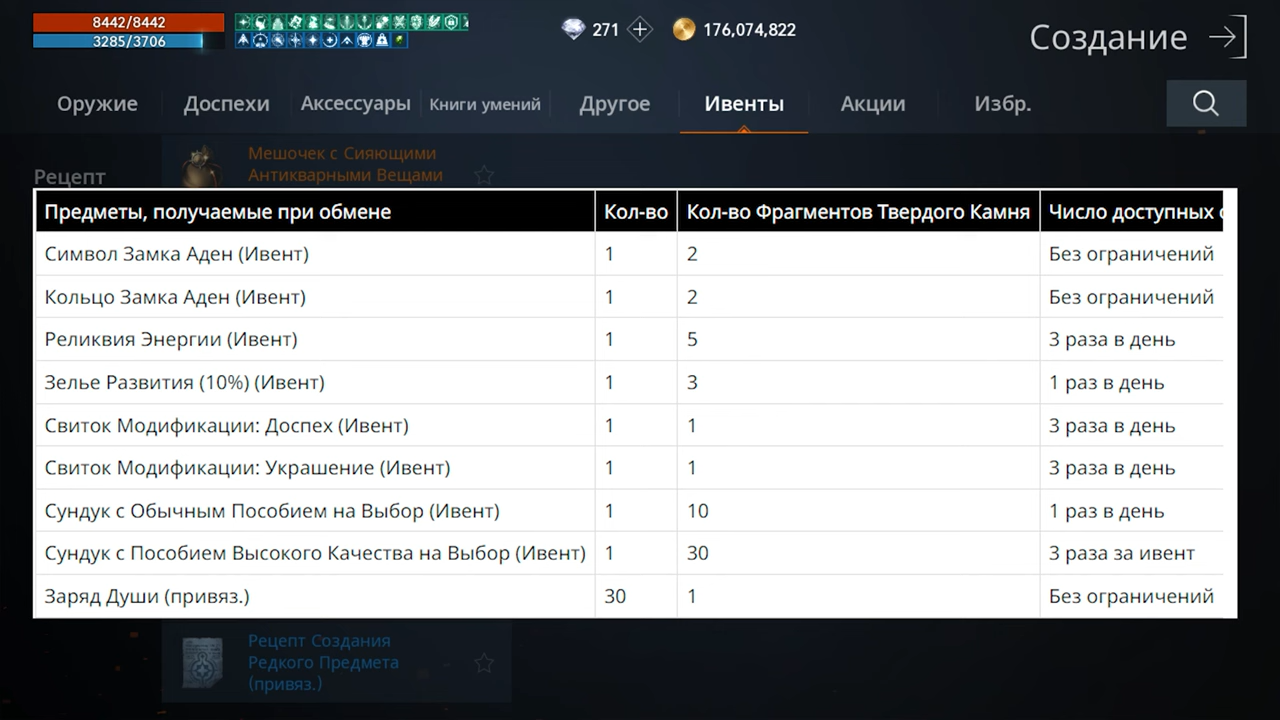 8442/8442
3285/3706
271
176,074,822
Создание
Оружие Доспехи Аксессуары Книги умений Другое Ивенты Акции Избр.
Рецепт
Мешочек с Сияющими
Антикварными Вещами
Предметы, получаемые при обмене Кол-во Кол-во Фрагментов Твердого Камня Число доступных
Символ Замка Аден (Ивент) 1 2 Без ограничений
Кольцо Замка Аден (Ивент) 1 2 Без ограничений
Реликвия Энергии (Ивент) 1 5 3 раза в день
Зелье Развития (10%) (Ивент) 1 3 1 раз в день
Свиток Модификации: Доспех (Ивент) 1 1 3 раза в день
Свиток Модификации: Украшение (Ивент) 1 1 3 раза в день
Сундук с Обычным Пособием на Выбор (Ивент) 1 10 1 раз в день
Сундук с Пособием Высокого Качества на Выбор (Ивент) 1 30 3 раза за ивент
Заряд Души (привяз.) 30 1 Без ограничений
Рецепт Создания
Редкого Предмета
(привяз.)